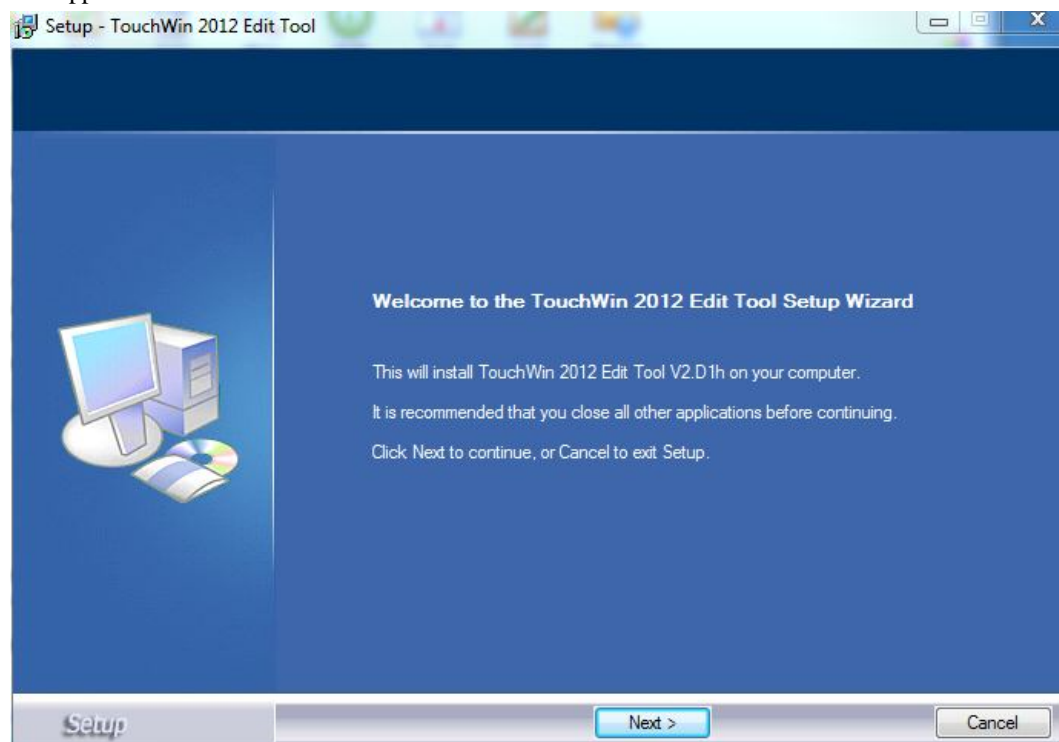 Setup - TouchWin 2012 Edit Tool
Welcome to the TouchWin 2012 Edit Tool Setup Wizard
This will install TouchWin 2012 Edit Tool V2.D1h on your computer.
It is recommended that you close all other applications before continuing.
Click Next to continue, or Cancel to exit Setup.
Setup
Next >
Cancel